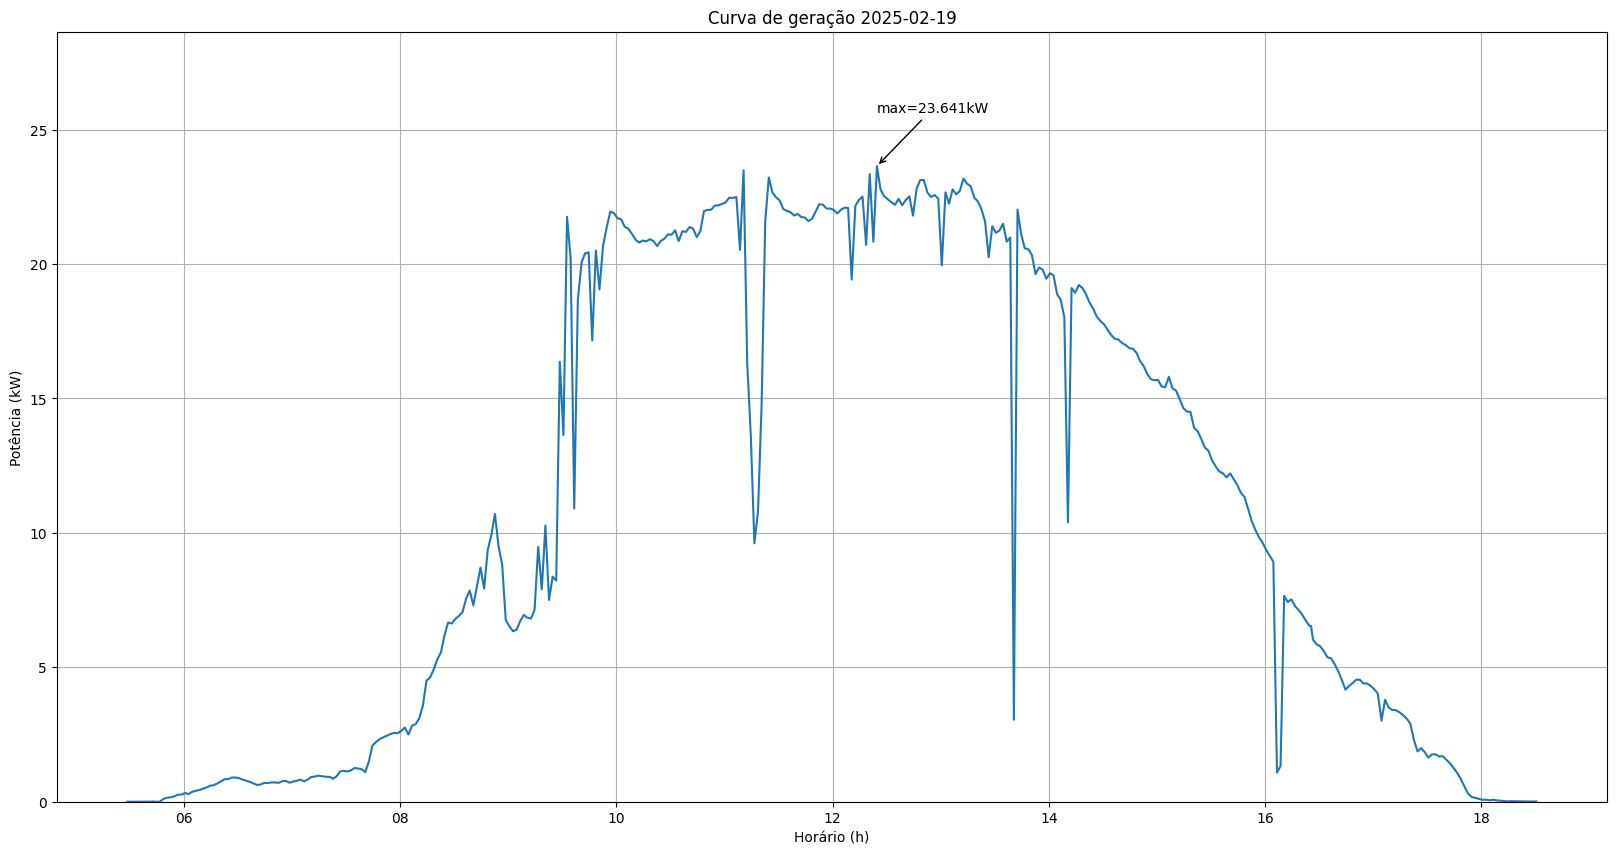 Curva de geração 2025-02-19
max=23.641kW
25
20
15
10
5
0
Potência (kW)
06 08 10 12 14 16 18
Horário (h)